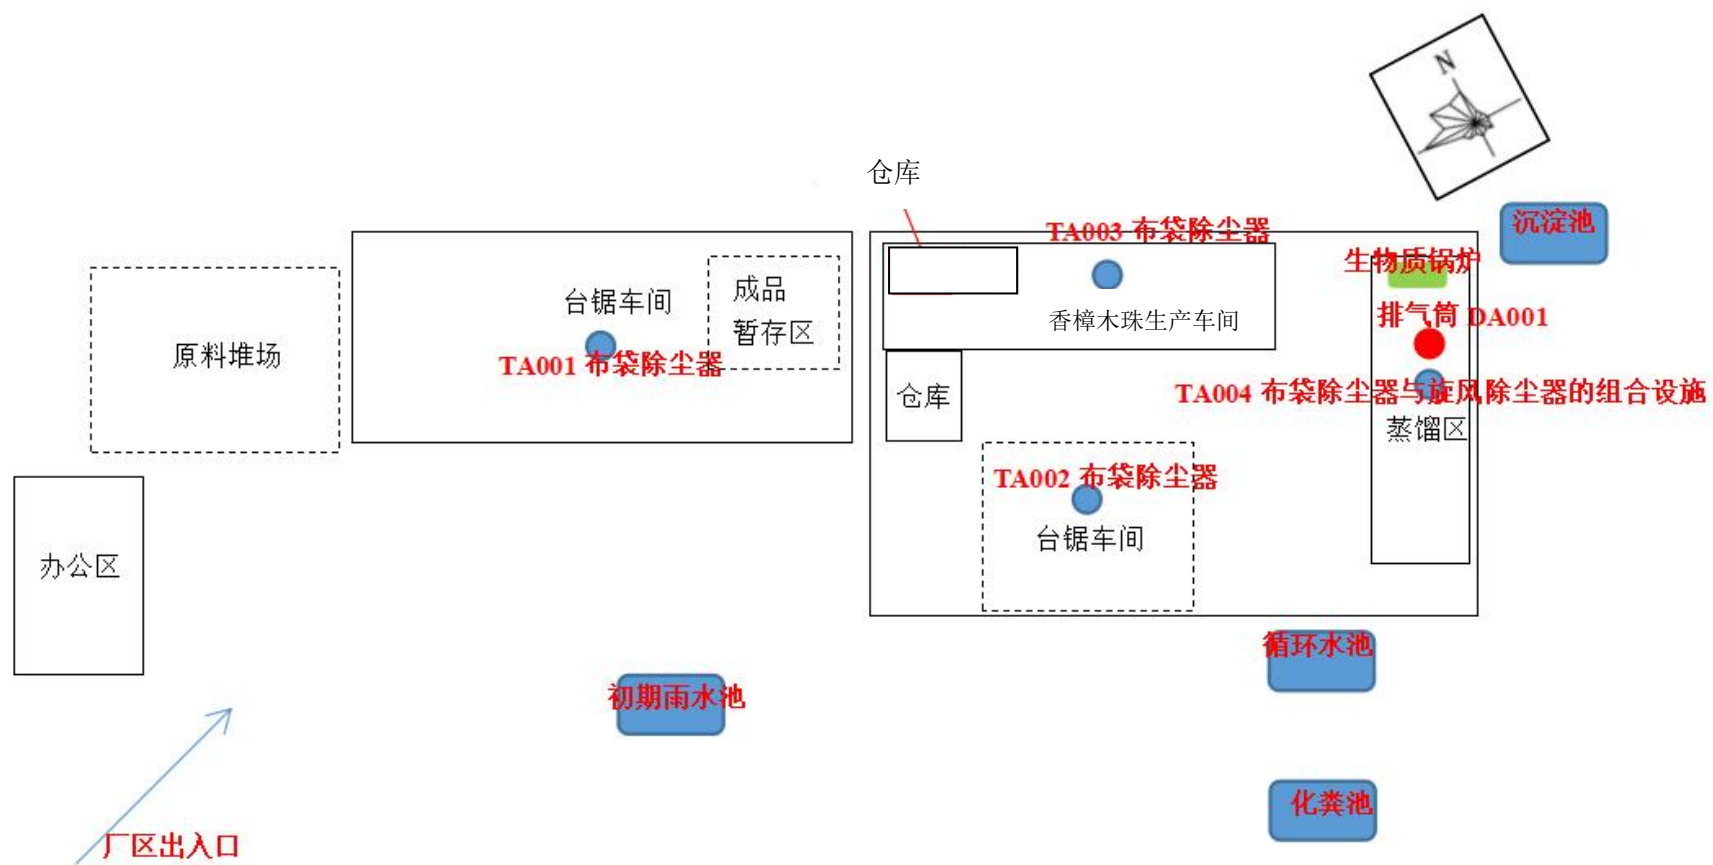 N
仓库
沉淀池
TA003 布袋除尘器
生物质锅炉
成品
暂存区
台锯车间
排气筒 DA001
香樟木珠生产车间
原料堆场
TA001 布袋除尘器
仓库
TA004 布袋除尘器与旋风除尘器的组合设施
蒸馏区
TA002 布袋除尘器
台锯车间
办公区
循环水池
初期雨水池
化粪池
厂区出入口